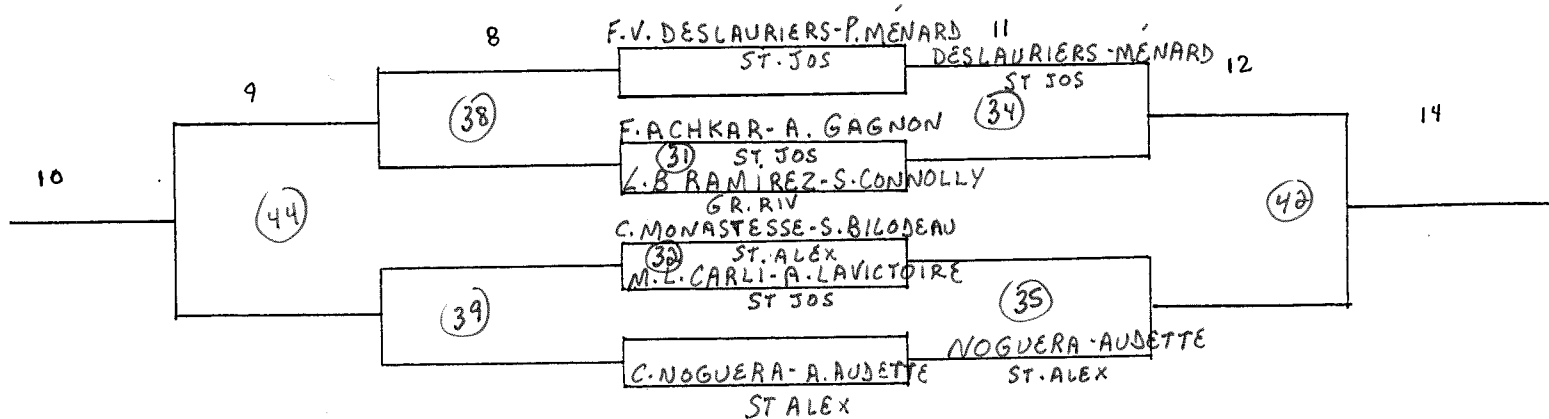 8
F.V. DESLAURIERS-P.MÉNARD
11
ST. JOS
DESLAURIERS-MÉNARD
ST JOS
12
9
38
34
14
F. ACHKAR-A. GAGNON
31
ST. JOS
10
L.B RAMIREZ-S.CONNOLLY
GR.RIV
44
42
C.MONASTESSE-S.BILODEAU
32
ST. ALEX
M.L.CARLI-A.LAVICTOIRE
ST JOS
39
35
NOGUERA-AUDETTE
ST.ALEX
C.NOGUERA-A.AUDETTE
ST ALEX